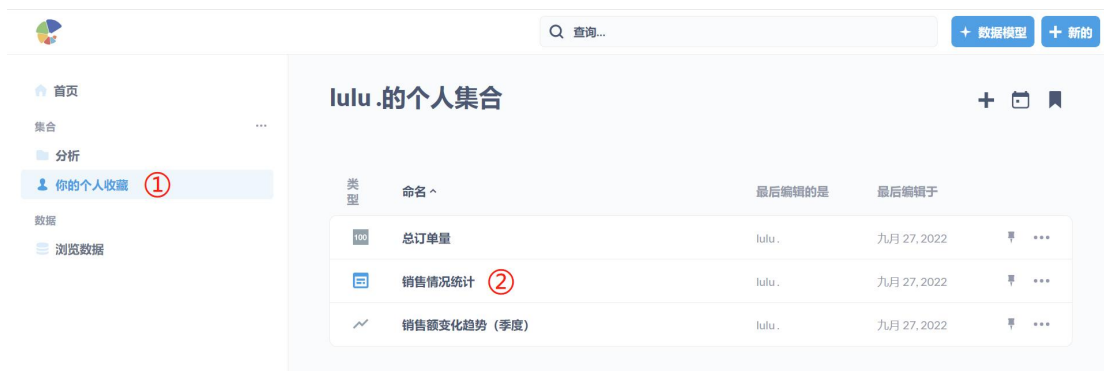 查询...
+ 数据模型
+ 新的
首页
集合
...
分析
你的个人收藏 ①
数据
浏览数据
lulu .的个人集合
类型 命名 最后编辑的是 最后编辑于
100 总订单量 lulu . 九月 27, 2022
销售情况统计 ② lulu . 九月 27, 2022
销售额变化趋势（季度） lulu . 九月 27, 2022